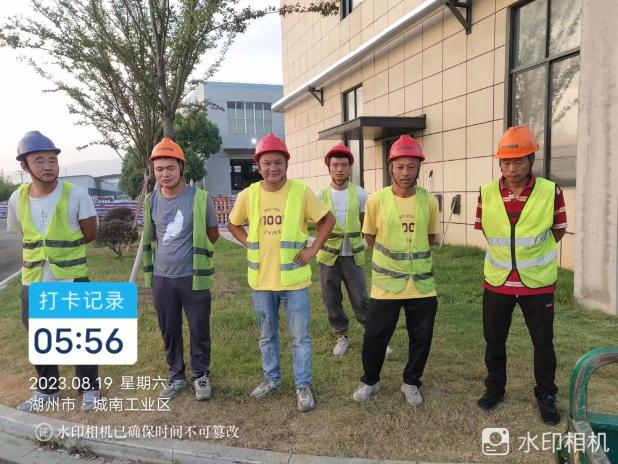 100
100
打卡记录
05:56
2023.08.19 星期六
湖州市·城南工业区
证 水印相机已确保时间不可篡改
水印相机